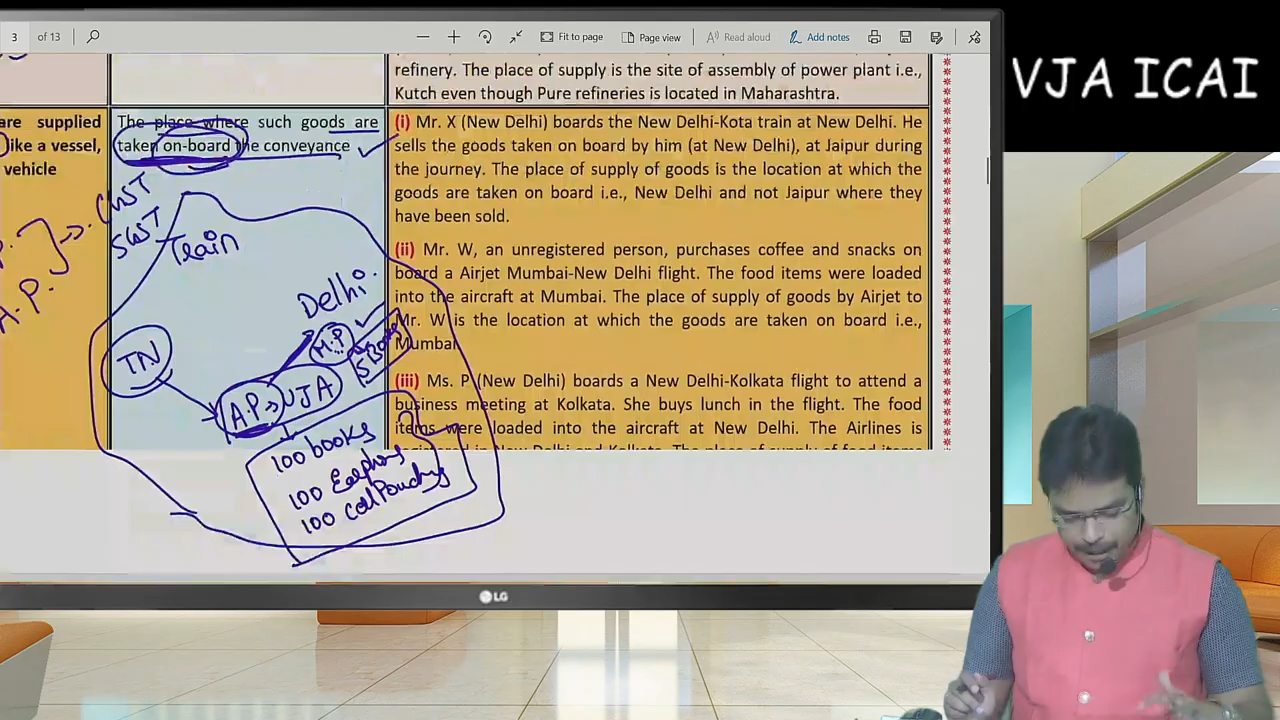 3 of 13
Fit to page
Page view
Read aloud
Add notes
VJA ICAI
refinery. The place of supply is the site of assembly of power plant i.e.,
Kutch even though Pure refineries is located in Maharashtra.
are supplied
like a vessel,
vehicle
The place where such goods are
taken on-board the conveyance
(i) Mr. X (New Delhi) boards the New Delhi-Kota train at New Delhi. He
sells the goods taken on board by him (at New Delhi), at Jaipur during
the journey. The place of supply of goods is the location at which the
goods are taken on board i.e., New Delhi and not Jaipur where they
have been sold.
(ii) Mr. W, an unregistered person, purchases coffee and snacks on
board a Airjet Mumbai-New Delhi flight. The food items were loaded
into the aircraft at Mumbai. The place of supply of goods by Airjet to
Mr. W is the location at which the goods are taken on board i.e.,
Mumbai
(iii) Ms. P (New Delhi) boards a New Delhi-Kolkata flight to attend a
business meeting at Kolkata. She buys lunch in the flight. The food
items were loaded into the aircraft at New Delhi. The Airlines is
CGST
SGST
A.P.
Train
Delhi.
TN
M.P
A.P
VJA
100 books
100
100
LG